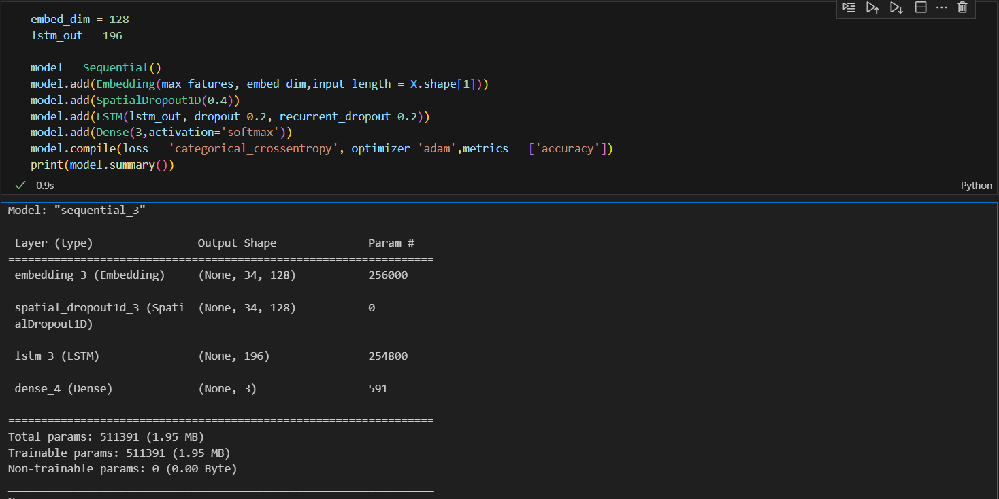 embed_dim = 128
lstm_out = 196
model = Sequential()
model.add(Embedding(max_fatures, embed_dim,input_length = X.shape[1]))
model.add(SpatialDropout1D(0.4))
model.add(LSTM(lstm_out, dropout=0.2, recurrent_dropout=0.2))
model.add(Dense(3,activation='softmax'))
model.compile(loss = 'categorical_crossentropy', optimizer='adam',metrics = ['accuracy'])
print(model.summary())
0.9s Python
Model: "sequential_3"
_________________________________________________________________
Layer (type) Output Shape Param #
=================================================================
embedding_3 (Embedding) (None, 34, 128) 256000
spatial_dropout1d_3 (Spati (None, 34, 128) 0
alDropout1D)
lstm_3 (LSTM) (None, 196) 254800
dense_4 (Dense) (None, 3) 591
=================================================================
Total params: 511391 (1.95 MB)
Trainable params: 511391 (1.95 MB)
Non-trainable params: 0 (0.00 Byte)
_________________________________________________________________